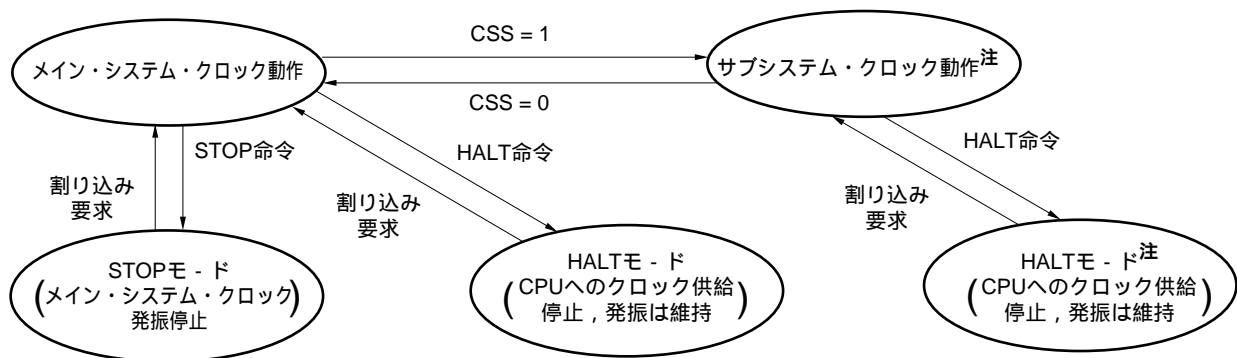 CSS = 1
メイン・システム・クロック動作
サブシステム・クロック動作注
CSS = 0
STOP命令
HALT命令
HALT命令
割り込み
要求
割り込み
要求
割り込み
要求
STOPモ - ド
(メイン・システム・クロック)
発振停止
HALTモ - ド
(CPUへのクロック供給)
停止，発振は維持
HALTモ - ド注
(CPUへのクロック供給)
停止，発振は維持